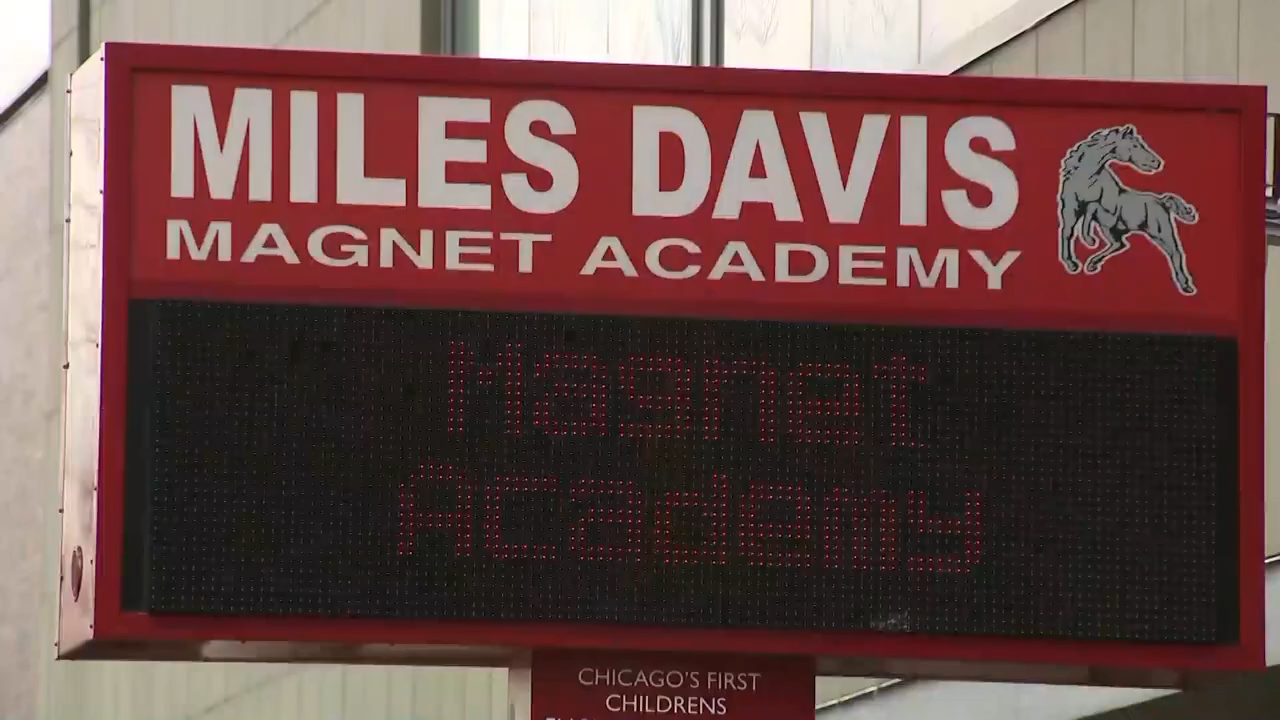 MILES DAVIS
MAGNET ACADEMY
Magnet
Academy
CHICAGO'S FIRST
CHILDRENS